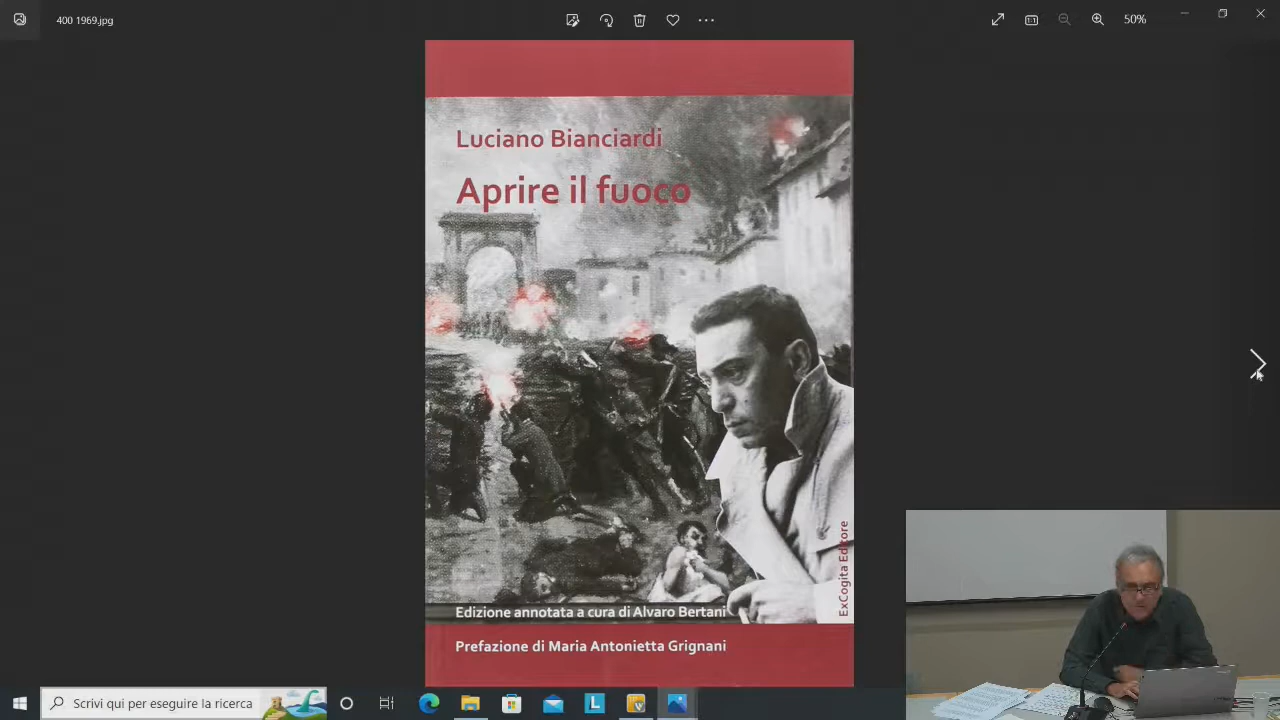 400 1969.jpg
50%
Luciano Bianciardi
Aprire il fuoco
ExCogita Editore
Edizione annotata a cura di Alvaro Bertani
Prefazione di Maria Antonietta Grignani
Scrivi qui per eseguire la ricerca